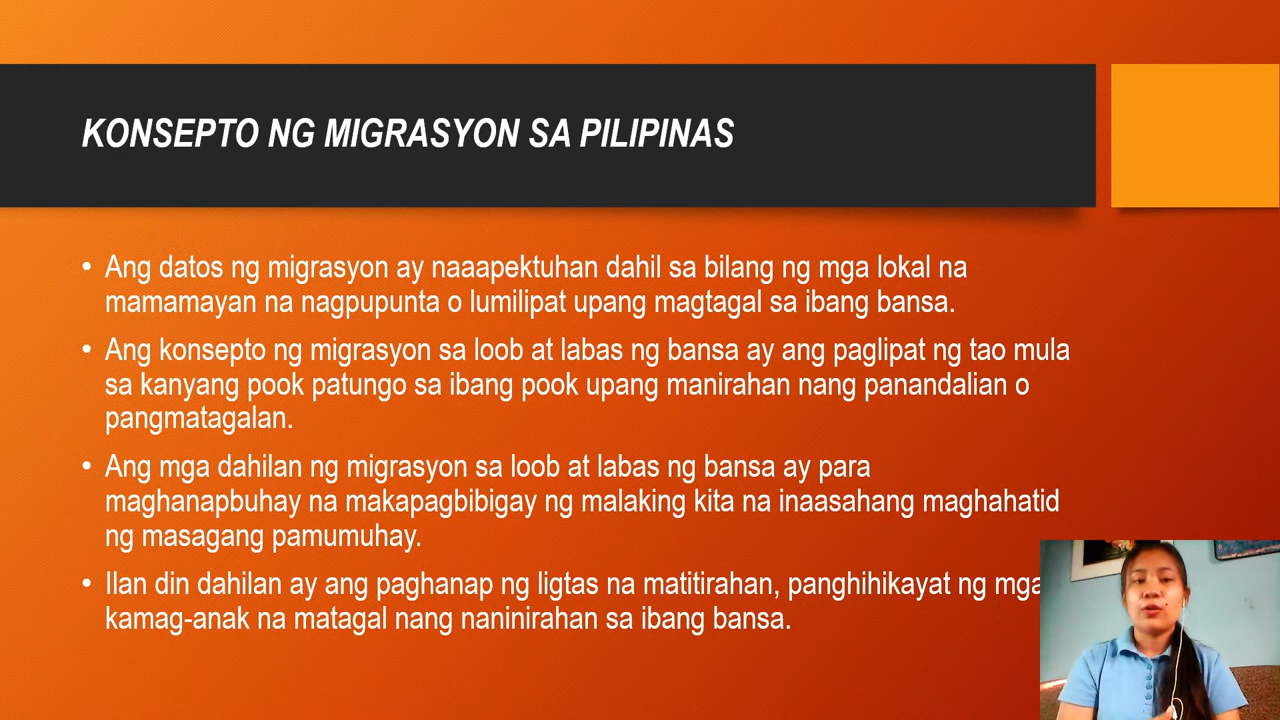 KONSEPTO NG MIGRASYON SA PILIPINAS
• Ang datos ng migrasyon ay naaapektuhan dahil sa bilang ng mga lokal na
mamamayan na nagpupunta o lumilipat upang magtagal sa ibang bansa.
• Ang konsepto ng migrasyon sa loob at labas ng bansa ay ang paglipat ng tao mula
sa kanyang pook patungo sa ibang pook upang manirahan nang panandalian o
pangmatagalan.
• Ang mga dahilan ng migrasyon sa loob at labas ng bansa ay para
maghanapbuhay na makapagbibigay ng malaking kita na inaasahang maghahatid
ng masagang pamumuhay.
• Ilan din dahilan ay ang paghanap ng ligtas na matitirahan, panghihikayat ng mga
kamag-anak na matagal nang naninirahan sa ibang bansa.